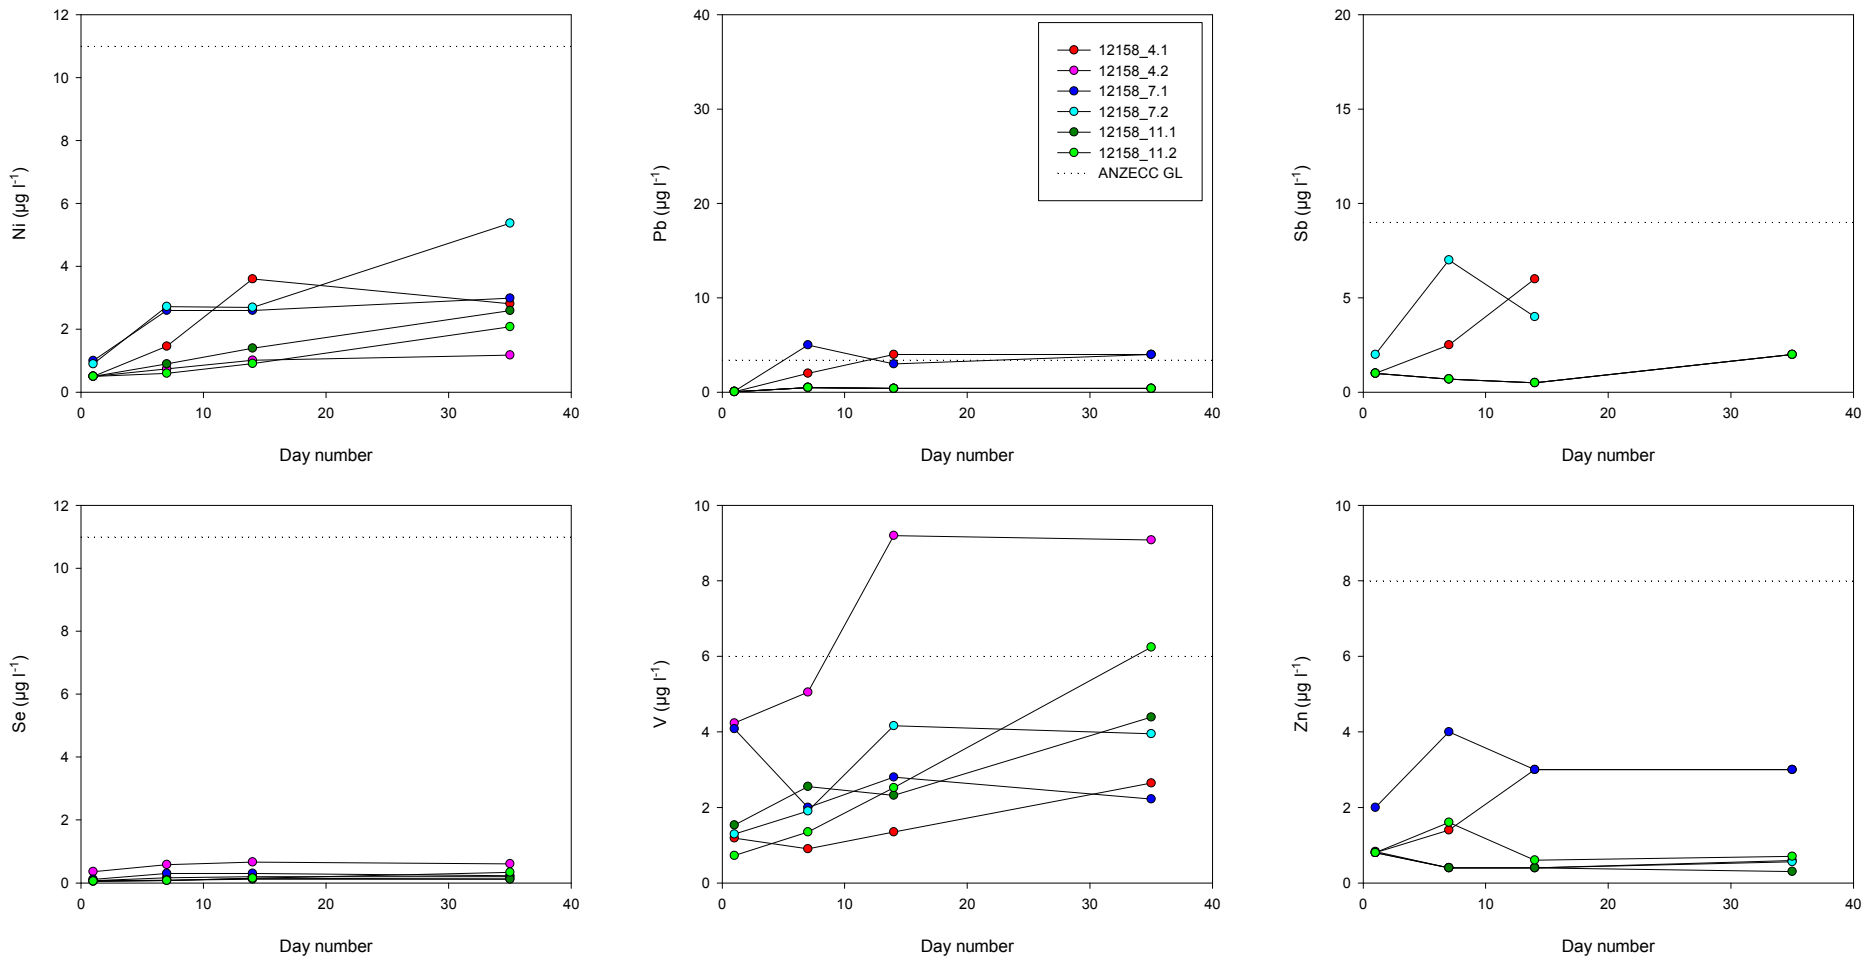 12
10
8
6
4
2
0
Ni (µg l-1)
0 10 20 30 40
Day number
40
30
20
10
0
Pb (µg l-1)
0 10 20 30 40
Day number
12158_4.1
12158_4.2
12158_7.1
12158_7.2
12158_11.1
12158_11.2
ANZECC GL
20
15
10
5
0
Sb (µg l-1)
0 10 20 30 40
Day number
12
10
8
6
4
2
0
Se (µg l-1)
0 10 20 30 40
Day number
10
8
6
4
2
0
V (µg l-1)
0 10 20 30 40
Day number
10
8
6
4
2
0
Zn (µg l-1)
0 10 20 30 40
Day number